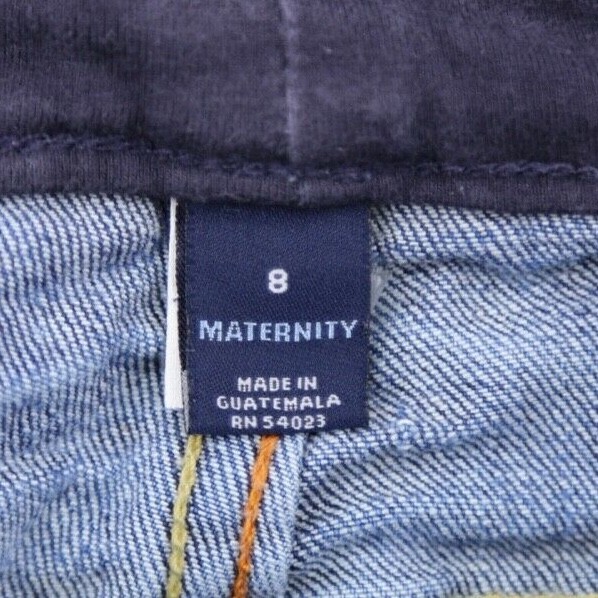 8
MATERNITY
MADE IN
GUATEMALA
RN 54023